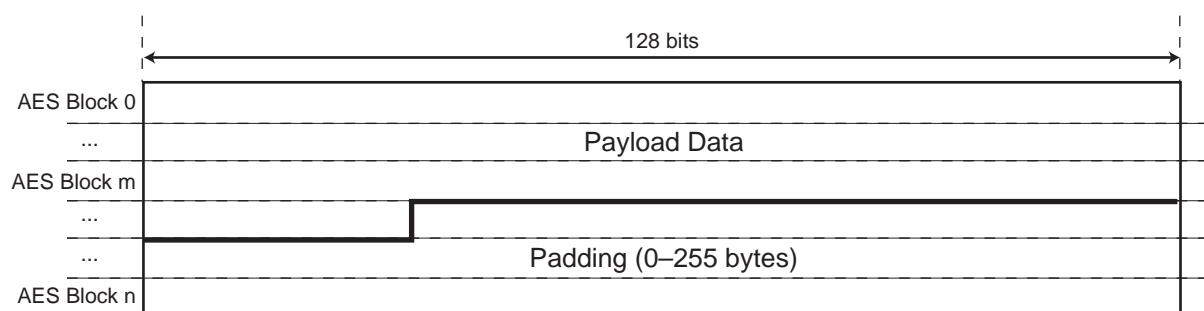 128 bits
AES Block 0
...
Payload Data
AES Block m
...
...
Padding (0–255 bytes)
AES Block n